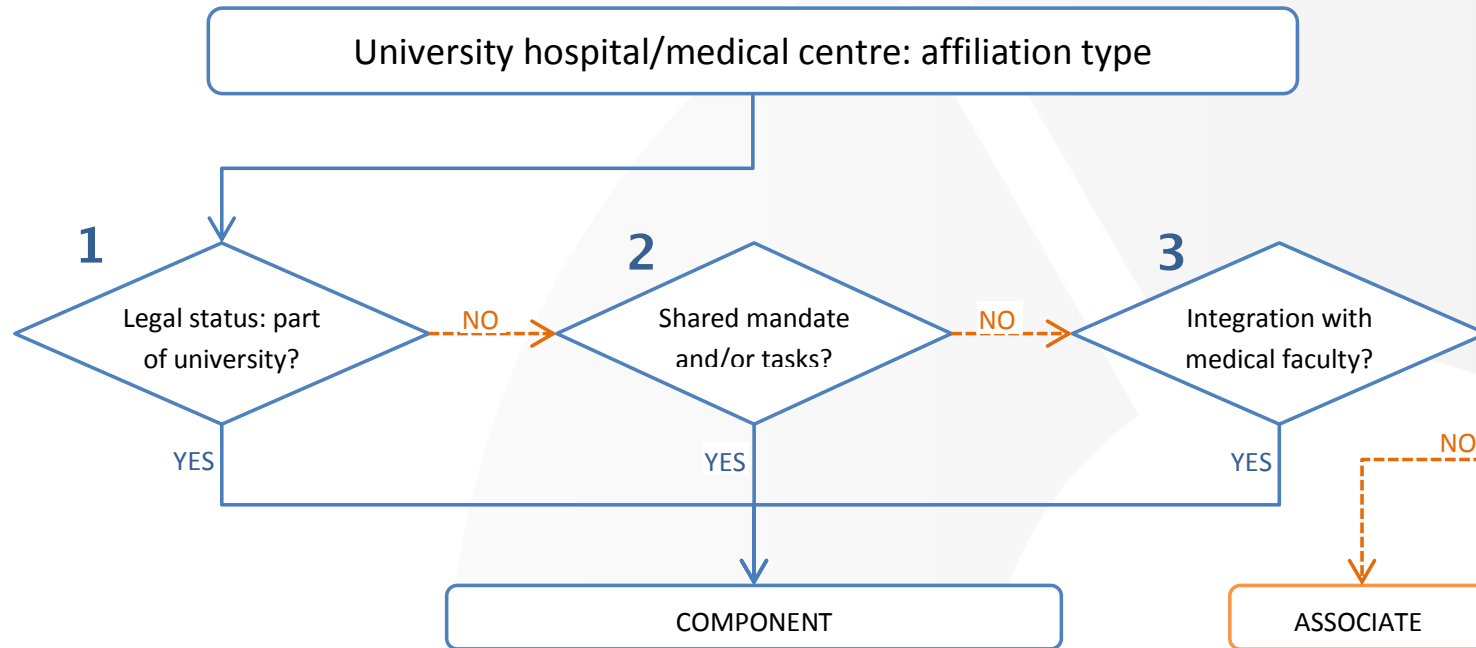 University hospital/medical centre: affiliation type
1
2
3
Legal status: part
of university?
NO
Shared mandate
and/or tasks?
NO
Integration with
medical faculty?
YES
YES
YES
NO
COMPONENT
ASSOCIATE